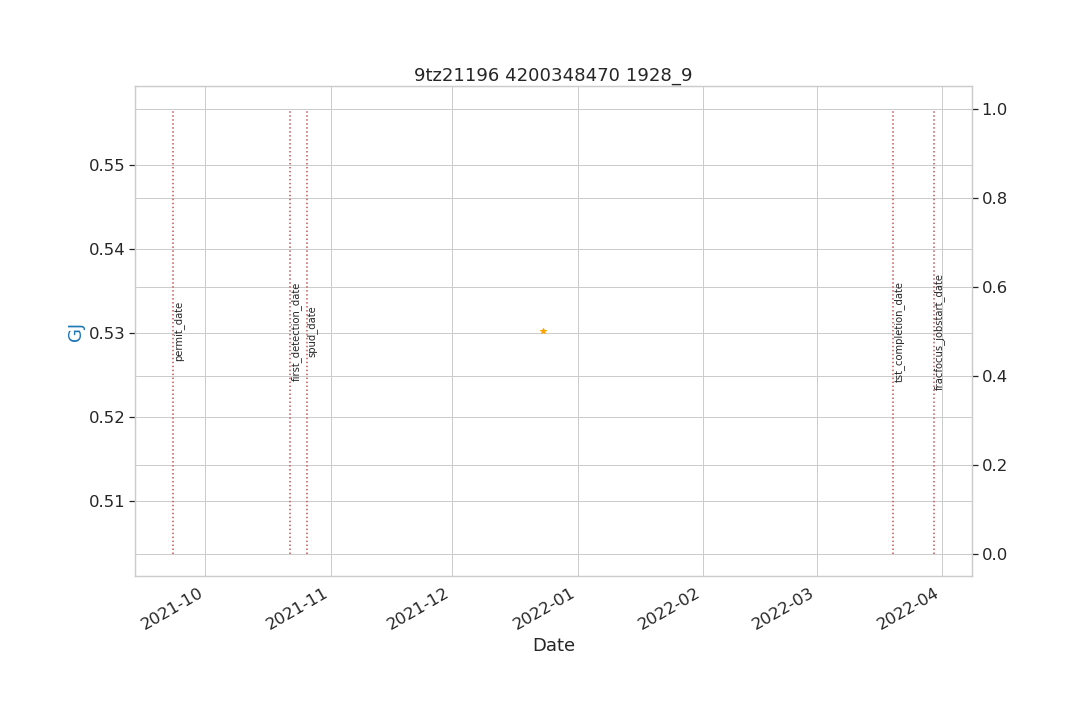 9tz21196 4200348470 1928_9
GJ
0.55
0.54
0.53
0.52
0.51
1.0
0.8
0.6
0.4
0.2
0.0
permit_date
first_detection_date
spud_date
tst_completion_date
fracfocus_jobstart_date
2021-10
2021-11
2021-12
2022-01
2022-02
2022-03
2022-04
Date